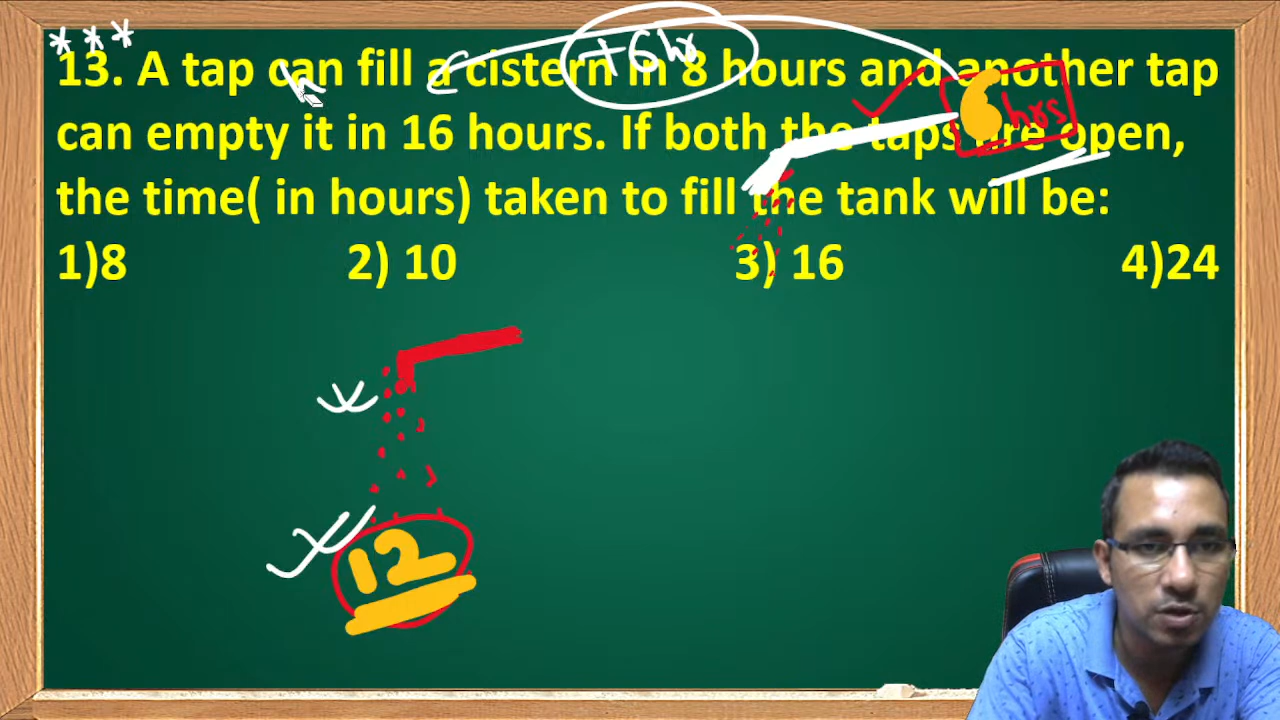 ***
13. A tap can fill a cistern in 8 hours and another tap
+6hr
6 hrs
can empty it in 16 hours. If both the taps are open,
the time( in hours) taken to fill the tank will be:
1)8 2) 10 3) 16 4)24
12